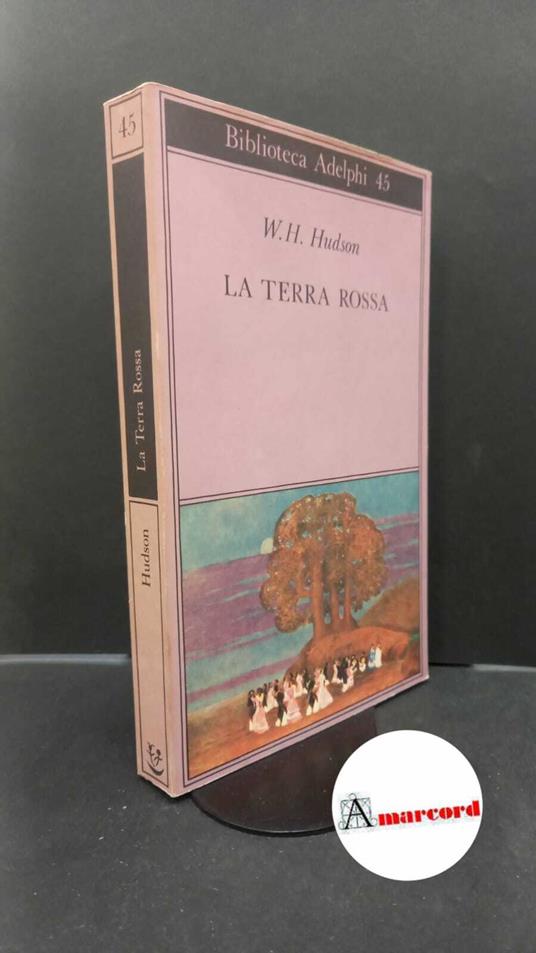 45
La Terra Rossa
Hudson
Biblioteca Adelphi 45
W.H. Hudson
LA TERRA ROSSA
Amarcord